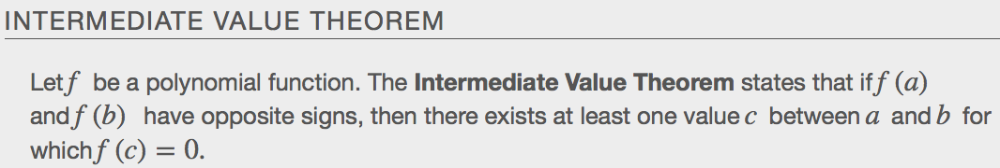 INTERMEDIATE VALUE THEOREM
Let f be a polynomial function. The Intermediate Value Theorem states that if f (a)
and f (b) have opposite signs, then there exists at least one value c between a and b for
which f (c) = 0.